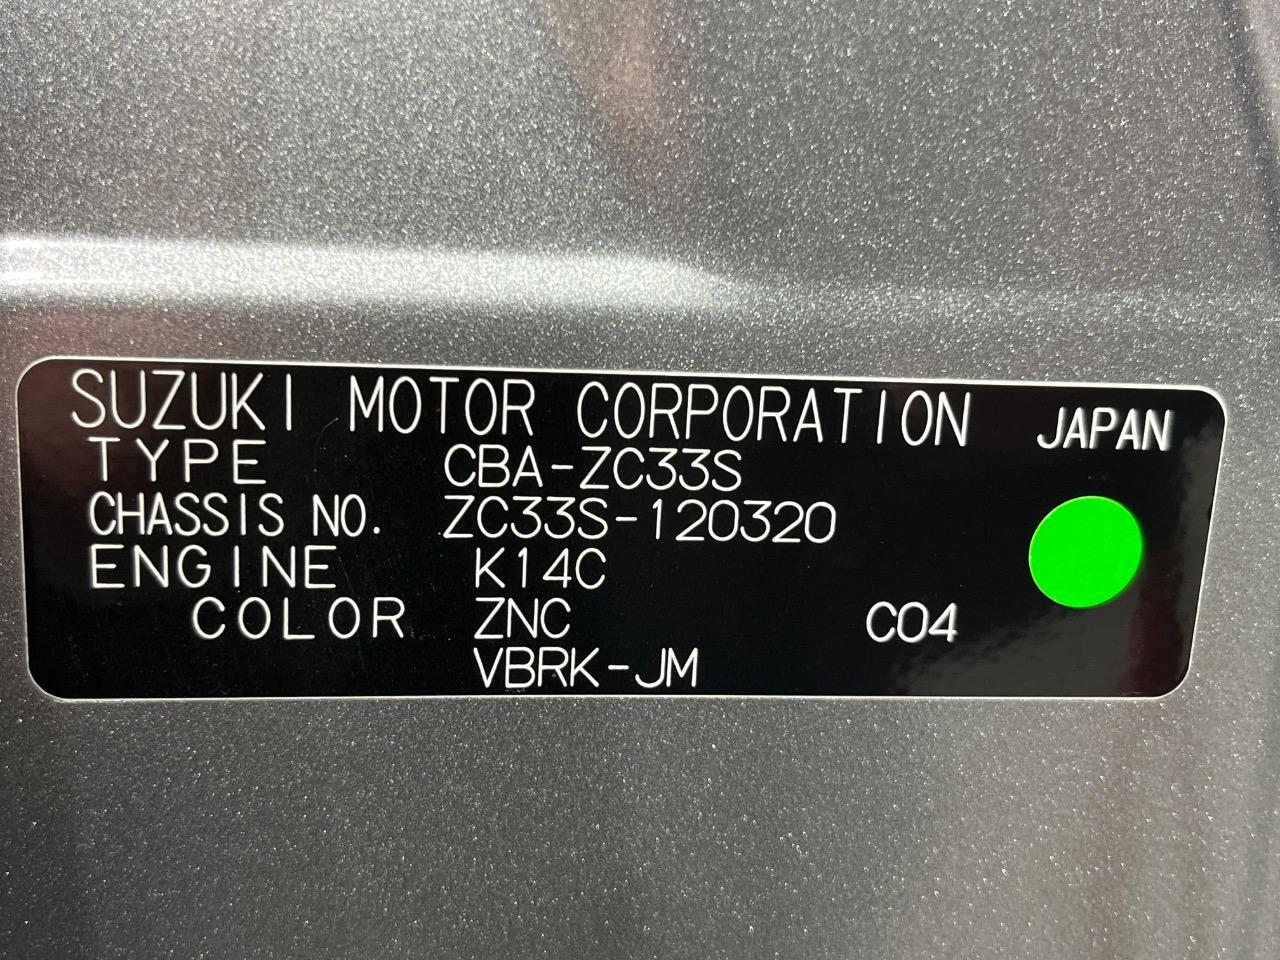 SUZUKI MOTOR CORPORATION JAPAN
TYPE CBA-ZC33S
CHASSIS NO. ZC33S-120320
ENGINE K14C
COLOR ZNC C04
VBRK-JM